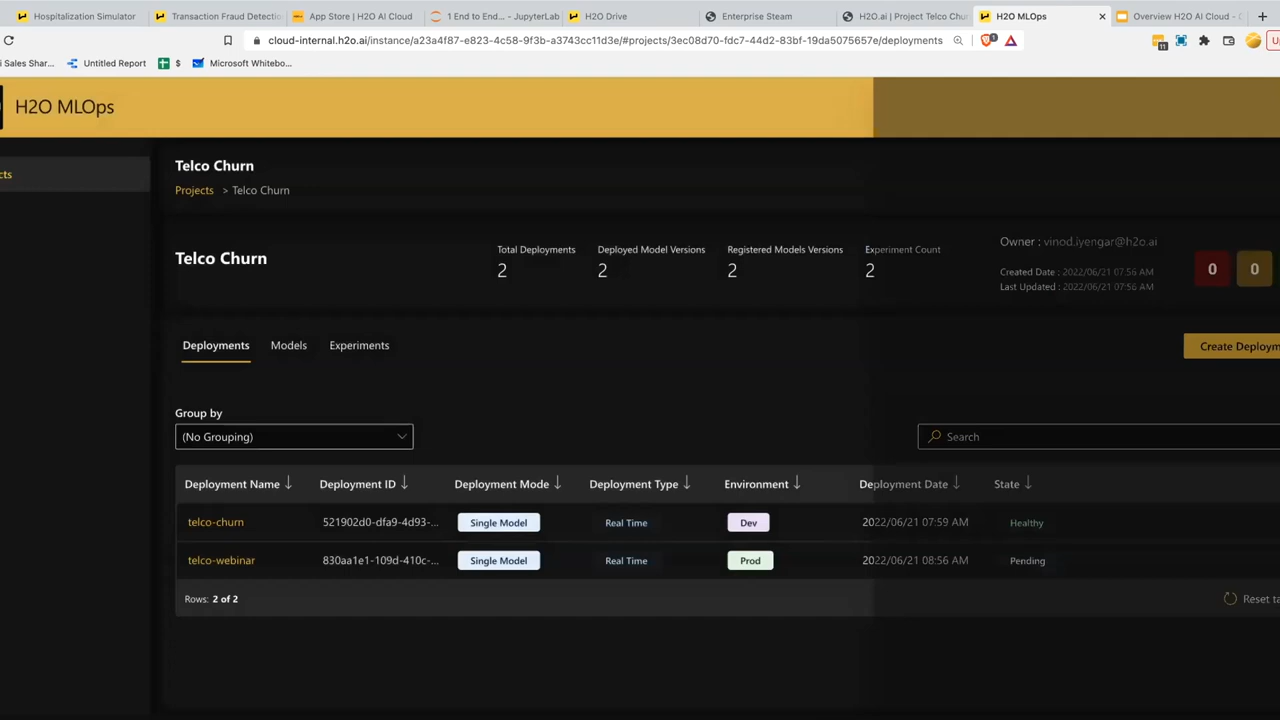 Hospitalization Simulator
Transaction Fraud Detectio
App Store | H2O AI Cloud
1 End to End... - JupyterLab
H2O Drive
Enterprise Steam
H2O.ai | Project Telco Chur
H2O MLOps
Overview H2O AI Cloud -
cloud-internal.h2o.ai/instance/a23a4f87-e823-4c58-9f3b-a3743cc11d3e/#projects/3ec08d70-fdc7-44d2-83bf-19da5075657e/deployments
11
1
i Sales Shar...
Untitled Report
$
Microsoft Whitebo...
H2O MLOps
cts
Telco Churn
Projects > Telco Churn
Telco Churn
Total Deployments
2
Deployed Model Versions
2
Registered Models Versions
2
Experiment Count
2
Owner : vinod.iyengar@h2o.ai
Created Date : 2022/06/21 07:56 AM
Last Updated : 2022/06/21 07:56 AM
0
0
Deployments
Models
Experiments
Create Deploym
Group by
(No Grouping)
Search
Deployment Name
Deployment ID
Deployment Mode
Deployment Type
Environment
Deployment Date
State
telco-churn
521902d0-dfa9-4d93-...
Single Model
Real Time
Dev
2022/06/21 07:59 AM
Healthy
telco-webinar
830aa1e1-109d-410c-...
Single Model
Real Time
Prod
2022/06/21 08:56 AM
Pending
Rows: 2 of 2
Reset ta